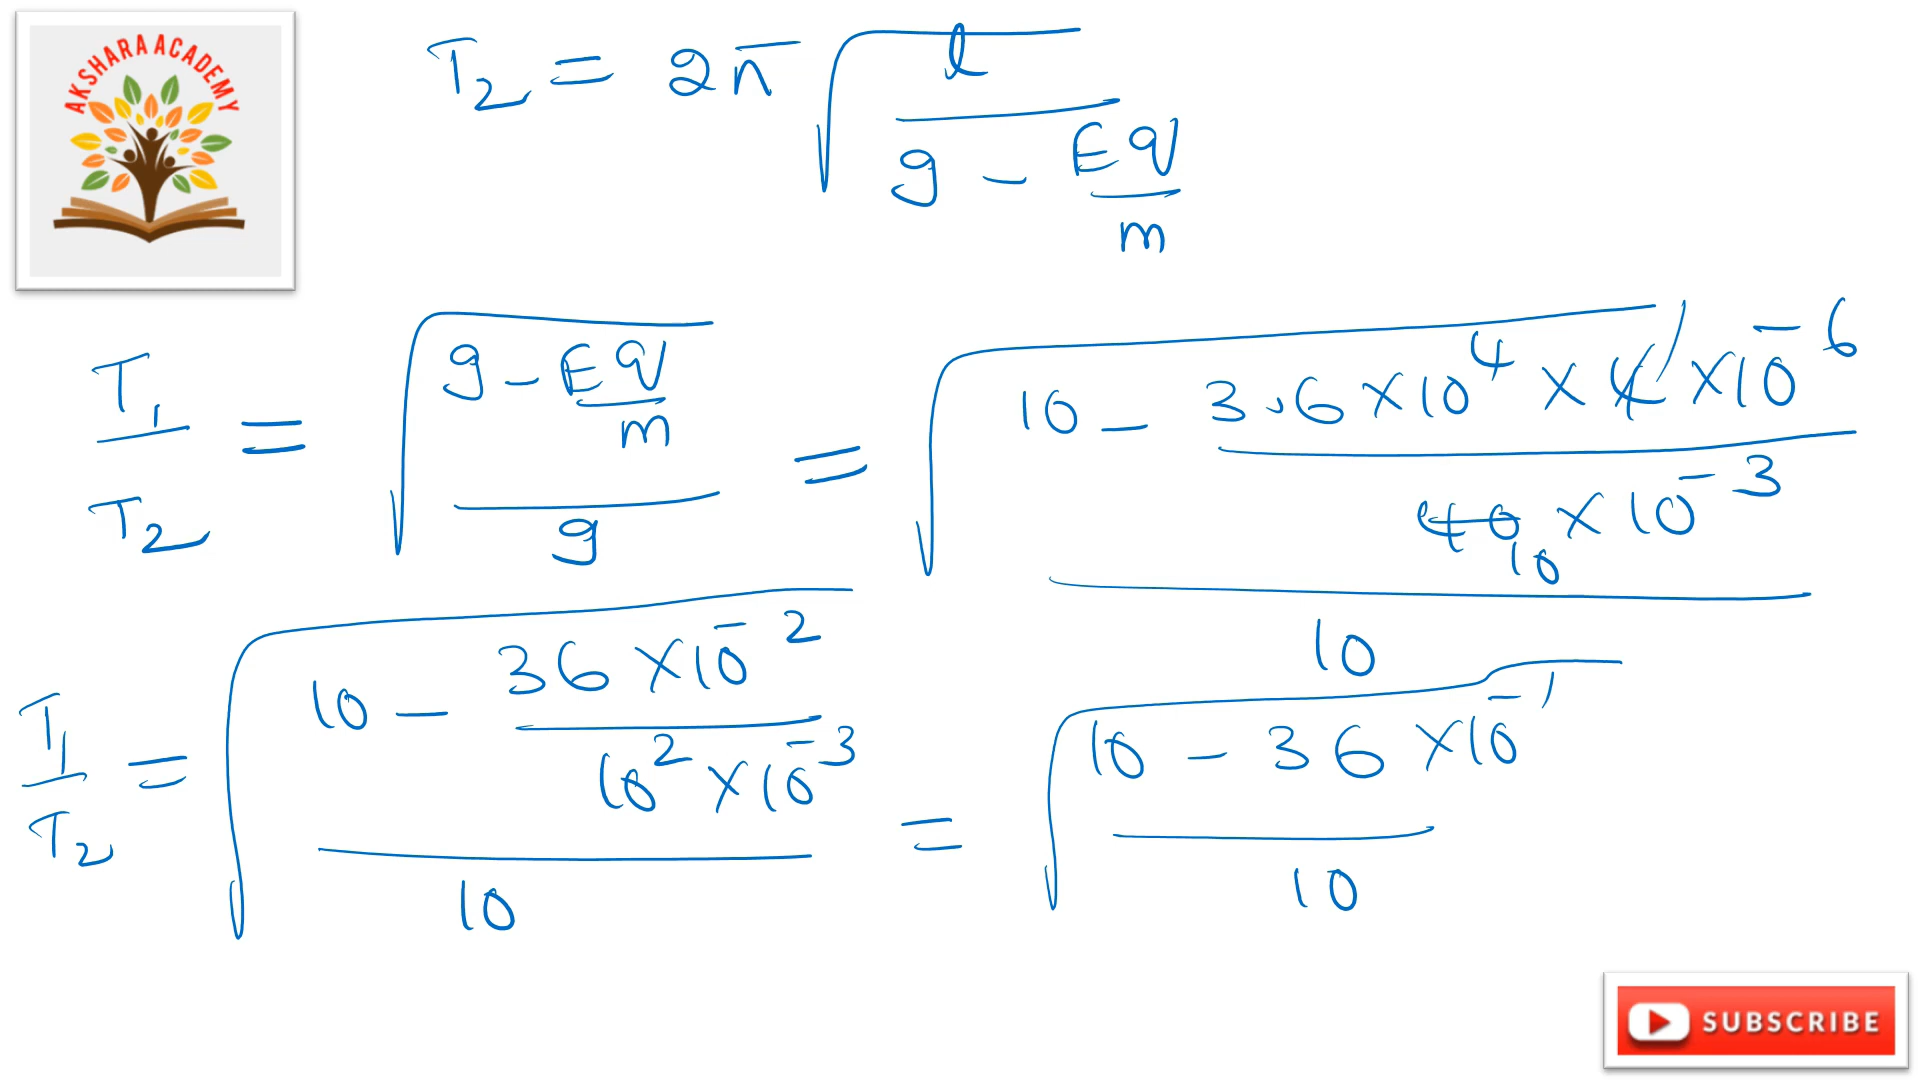 AKSHARA ACADEMY
T₂ = 2π √(l / (g - Eq/m))
T₁/T₂ = √((g - Eq/m) / g) = √((10 - (3.6 × 10⁴ × 4 × 10⁻⁶) / (40 10 × 10⁻³)) / 10)
T₁/T₂ = √((10 - (36 × 10⁻²) / (10² × 10⁻³)) / 10) = √((10 - 36 × 10⁻¹) / 10)
SUBSCRIBE